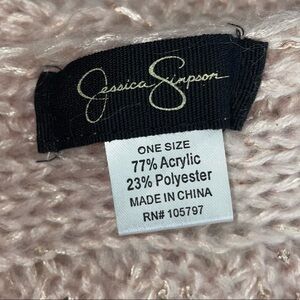 Jessica Simpson
ONE SIZE
77% Acrylic
23% Polyester
MADE IN CHINA
RN# 105797